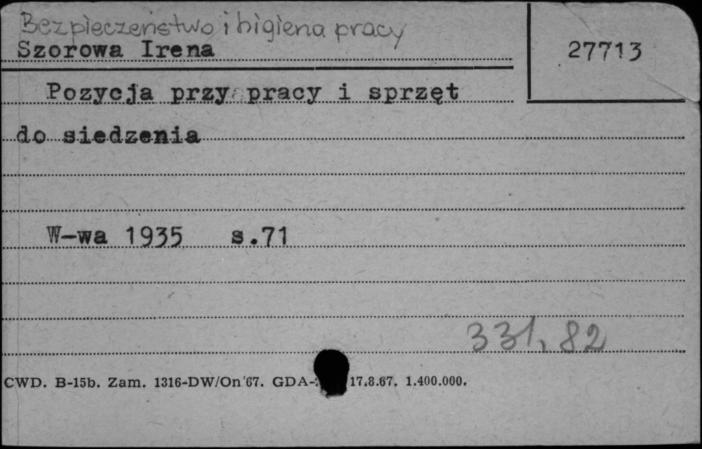 Bezpieczeństwo i higiena pracy
Szorowa Irena
27713
Pozycja przy pracy i sprzęt
do siedzenia
W-wa 1935 s.71
331,82
CWD. B-15b. Zam. 1316-DW/On 67. GDA- 17.8.67. 1.400.000.